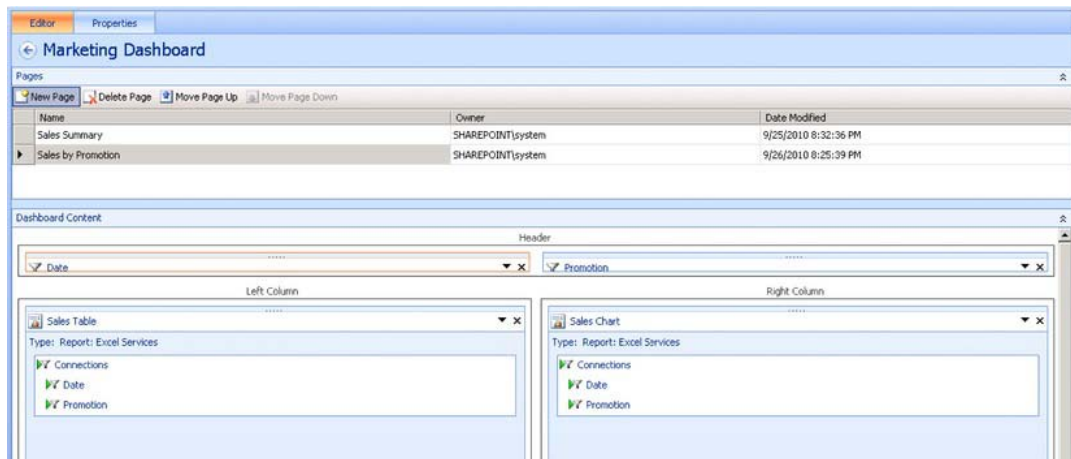 Editor Properties
Marketing Dashboard
Pages
New Page Delete Page Move Page Up Move Page Down
Name Owner Date Modified
Sales Summary SHAREPOINT\system 9/25/2010 8:32:36 PM
Sales by Promotion SHAREPOINT\system 9/26/2010 8:25:39 PM
Dashboard Content
Header
Date Promotion
Left Column Right Column
Sales Table Sales Chart
Type: Report: Excel Services Type: Report: Excel Services
Connections Connections
Date Date
Promotion Promotion